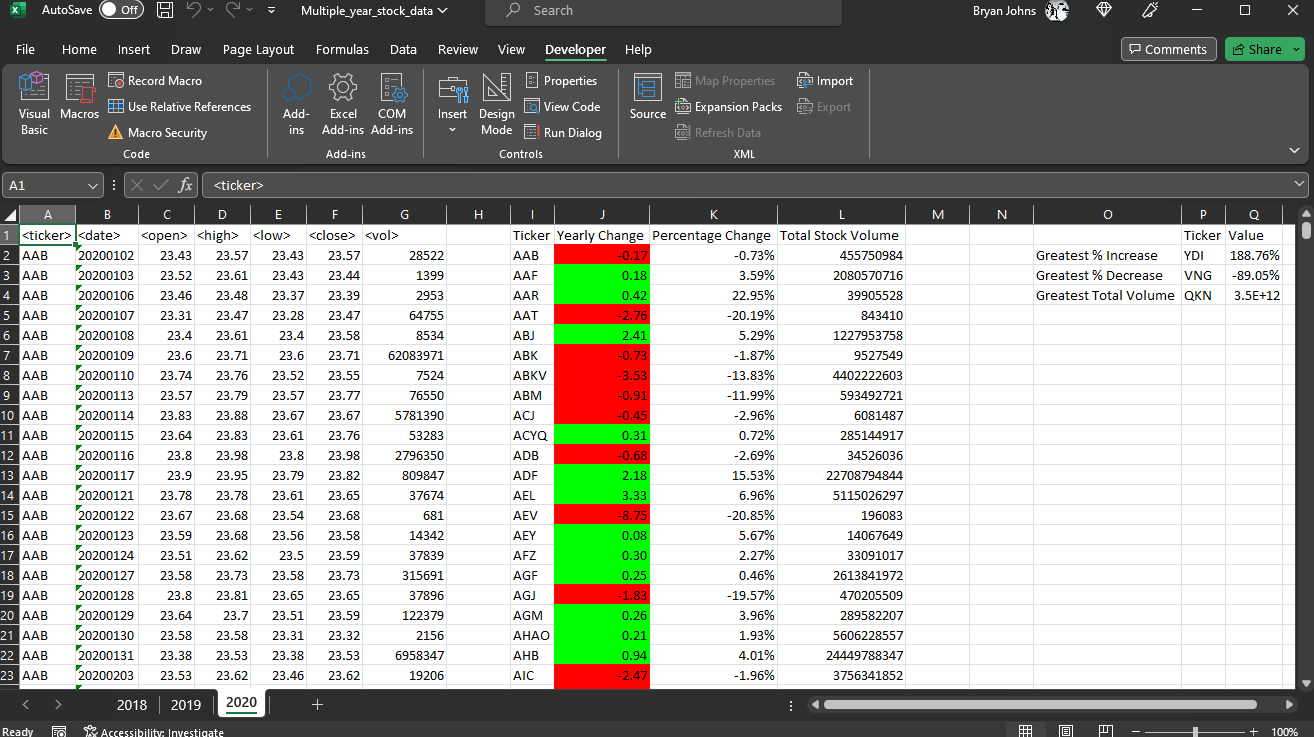 AutoSave Off Multiple_year_stock_data Search Bryan Johns
File Home Insert Draw Page Layout Formulas Data Review View Developer Help Comments Share
Visual Basic
Macros
Record Macro
Use Relative References
Macro Security
Code
Add-ins
Excel Add-ins
COM Add-ins
Add-ins
Insert
Design Mode
Properties
View Code
Run Dialog
Controls
Source
Map Properties
Expansion Packs
Refresh Data
Import
Export
XML
A1 fx <ticker>
A B C D E F G H I J K L M N O P Q
1 <ticker> <date> <open> <high> <low> <close> <vol> Ticker Yearly Change Percentage Change Total Stock Volume Ticker Value
2 AAB 20200102 23.43 23.57 23.43 23.57 28522 AAB -0.17 -0.73% 455750984 Greatest % Increase YDI 188.76%
3 AAB 20200103 23.52 23.61 23.43 23.44 1399 AAF 0.18 3.59% 2080570716 Greatest % Decrease VNG -89.05%
4 AAB 20200106 23.46 23.48 23.37 23.39 2953 AAR 0.42 22.95% 39905528 Greatest Total Volume QKN 3.5E+12
5 AAB 20200107 23.31 23.47 23.28 23.47 64755 AAT -2.76 -20.19% 843410
6 AAB 20200108 23.4 23.61 23.4 23.58 8534 ABJ 2.41 5.29% 1227953758
7 AAB 20200109 23.6 23.71 23.6 23.71 62083971 ABK -0.73 -1.87% 9527549
8 AAB 20200110 23.74 23.76 23.52 23.55 7524 ABKV -3.53 -13.83% 4402222603
9 AAB 20200113 23.57 23.79 23.57 23.77 76550 ABM -0.91 -11.99% 593492721
10 AAB 20200114 23.83 23.88 23.67 23.67 5781390 ACJ -0.45 -2.96% 6081487
11 AAB 20200115 23.64 23.83 23.61 23.76 53283 ACYQ 0.31 0.72% 285144917
12 AAB 20200116 23.8 23.98 23.8 23.98 2796350 ADB -0.68 -2.69% 34526036
13 AAB 20200117 23.9 23.95 23.79 23.82 809847 ADF 2.18 15.53% 22708794844
14 AAB 20200121 23.78 23.78 23.61 23.65 37674 AEL 3.33 6.96% 5115026297
15 AAB 20200122 23.67 23.68 23.54 23.68 681 AEV -8.75 -20.85% 196083
16 AAB 20200123 23.59 23.68 23.56 23.58 14342 AEY 0.08 5.67% 14067649
17 AAB 20200124 23.51 23.62 23.5 23.59 37839 AFZ 0.30 2.27% 33091017
18 AAB 20200127 23.58 23.73 23.58 23.73 315691 AGF 0.25 0.46% 2613841972
19 AAB 20200128 23.8 23.81 23.65 23.65 37896 AGJ -1.83 -19.57% 470205509
20 AAB 20200129 23.64 23.7 23.51 23.59 122379 AGM 0.26 3.96% 289582207
21 AAB 20200130 23.58 23.58 23.31 23.32 2156 AHAO 0.21 1.93% 5606228557
22 AAB 20200131 23.38 23.53 23.38 23.53 6958347 AHB 0.94 4.01% 24449788347
23 AAB 20200203 23.53 23.62 23.46 23.62 19206 AIC -2.47 -1.96% 3756341852
2018 2019 2020
Ready Accessibility: Investigate 100%